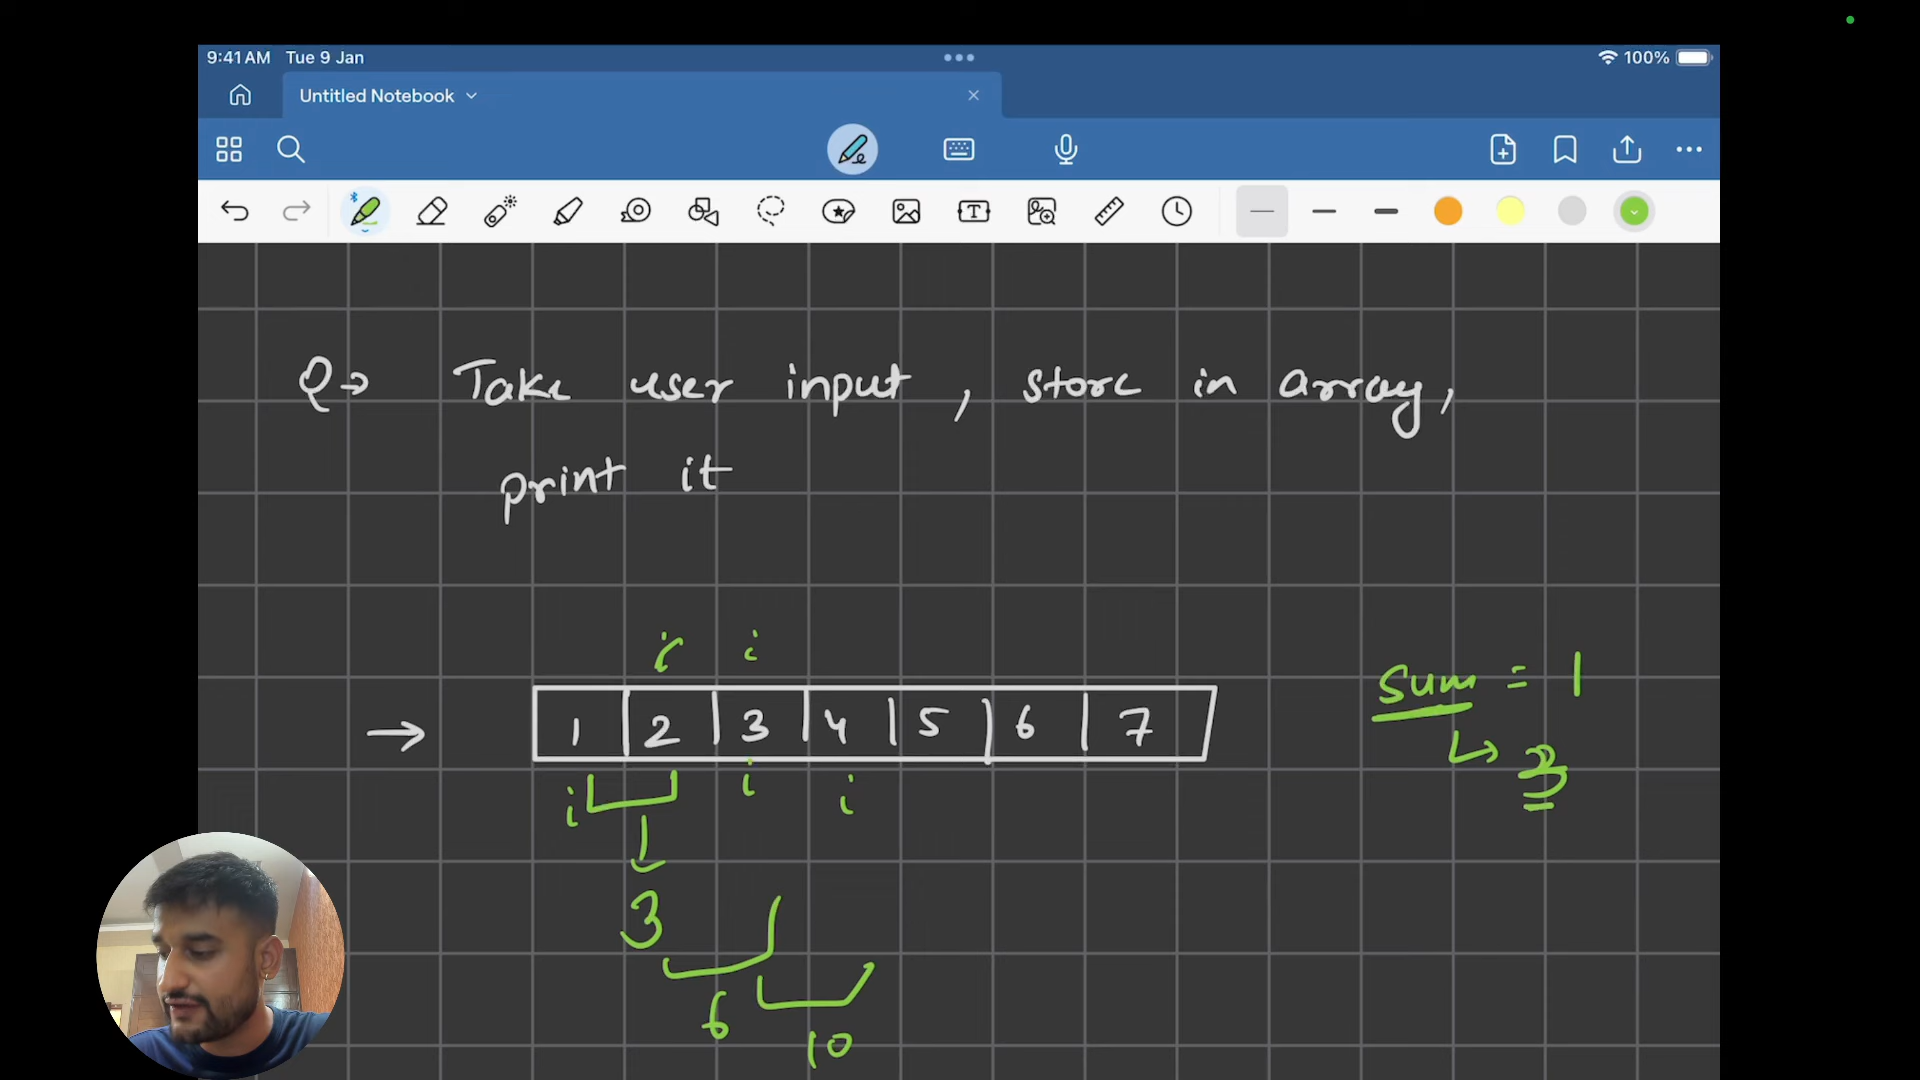 9:41 AM Tue 9 Jan 100%
Untitled Notebook
Q→ Take user input, store in array,
print it
i i
sum = 1
→ 1 2 3 4 5 6 7
↳ 3
i i i
3
6
10